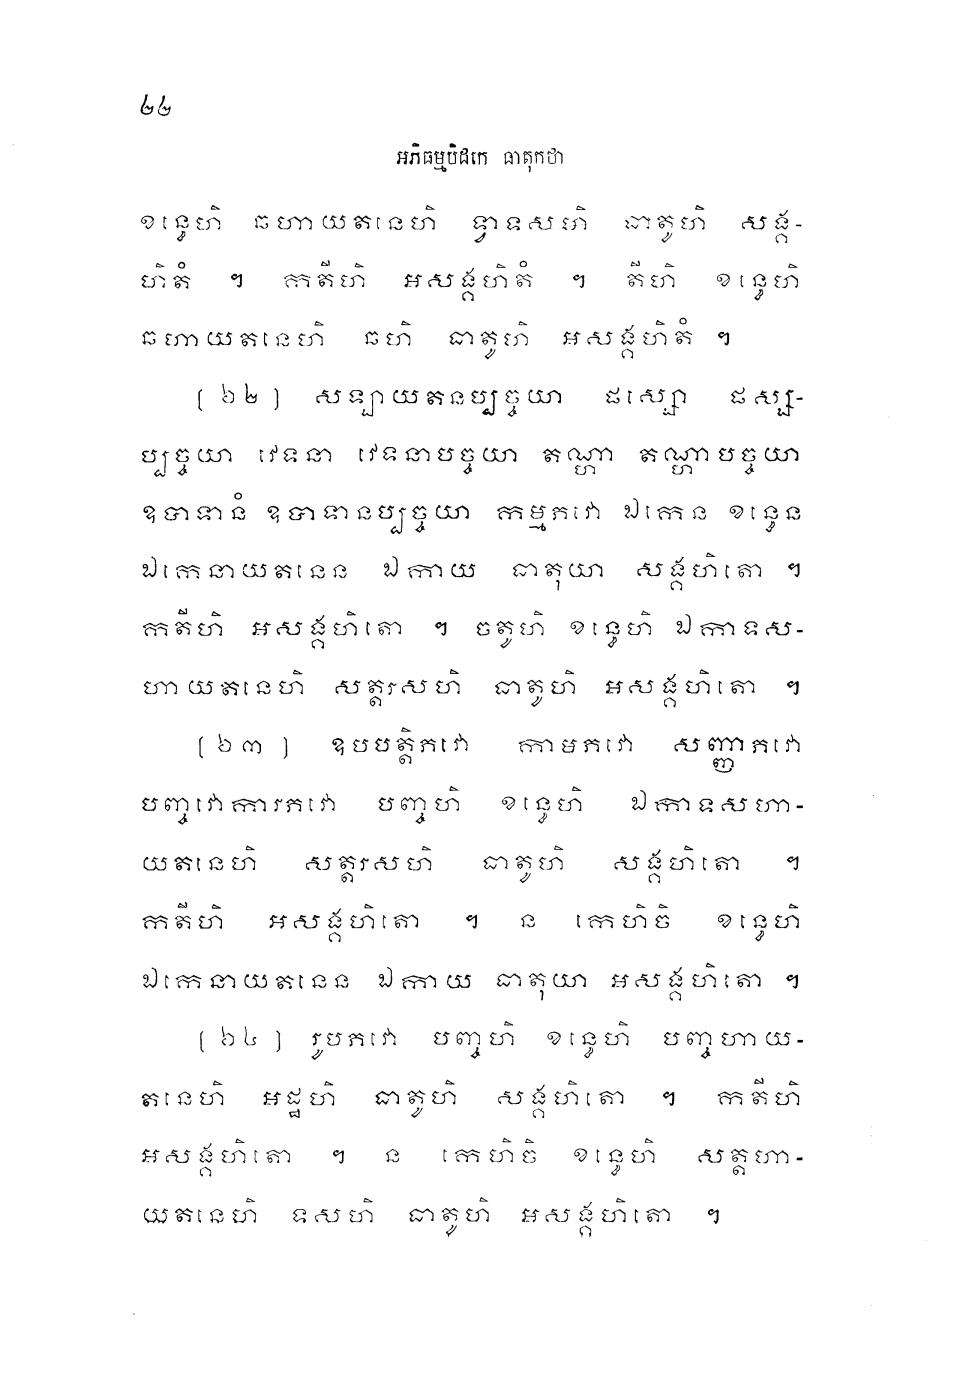 ៤៤
អភិធម្មបិដកេ ធាតុកថា
ខន្ធេហិ ឆហាយតនេហិ ទ្វាទសហិ ធាតូហិ សង្គ-
ហិតំ ។ កតីហិ អសង្គហិតំ ។ តីហិ ខន្ធេហិ
ឆហាយតនេហិ ឆហិ ធាតូហិ អសង្គហិតំ ។
(៦២) សឡាយតនប្បច្ចយា ផស្សោ ផស្ស-
ប្បច្ចយា វេទនា វេទនាបច្ចយា តណ្ហា តណ្ហាបច្ចយា
ឧបាទានំ ឧបាទានប្បច្ចយា កម្មភវោ ឯកេន ខន្ធេន
ឯកេនាយតនេន ឯកាយ ធាតុយា សង្គហិតោ ។
កតីហិ អសង្គហិតោ ។ ចតូហិ ខន្ធេហិ ឯកាទស-
ហាយតនេហិ សត្តរសហិ ធាតូហិ អសង្គហិតោ ។
(៦៣) ឧបបត្តិភវោ កាមភវោ សញ្ញាភវោ
បញ្ចវោការភវោ បញ្ចហិ ខន្ធេហិ ឯកាទសហា-
យតនេហិ សត្តរសហិ ធាតូហិ សង្គហិតោ ។
កតីហិ អសង្គហិតោ ។ ន កេហិចិ ខន្ធេហិ
ឯកេនាយតនេន ឯកាយ ធាតុយា អសង្គហិតោ ។
(៦៤) រូបភវោ បញ្ចហិ ខន្ធេហិ បញ្ចហាយ-
តនេហិ អដ្ឋហិ ធាតូហិ សង្គហិតោ ។ កតីហិ
អសង្គហិតោ ។ ន កេហិចិ ខន្ធេហិ សត្តហា-
យតនេហិ ទសហិ ធាតូហិ អសង្គហិតោ ។